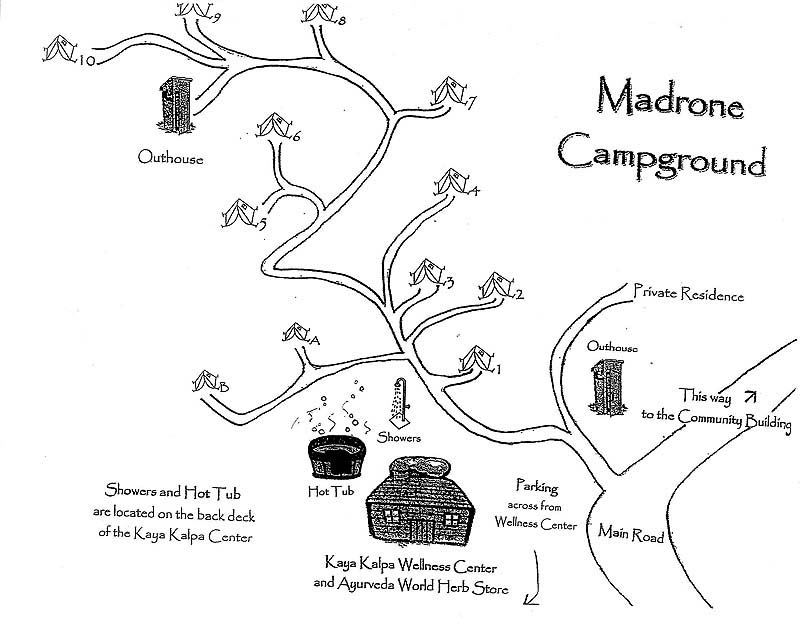 9
8
10
7
Madrone
Campground
6
Outhouse
4
5
3
2
Private Residence
A
Outhouse
1
B
This way
to the Community Building
Showers
Showers and Hot Tub
are located on the back deck
of the Kaya Kalpa Center
Hot Tub
Parking
across from
Wellness Center
Main Road
Kaya Kalpa Wellness Center
and Ayurveda World Herb Store